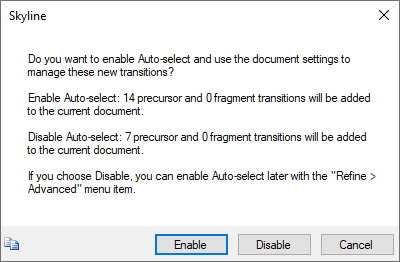 Skyline
Do you want to enable Auto-select and use the document settings to
manage these new transitions?
Enable Auto-select: 14 precursor and 0 fragment transitions will be added
to the current document.
Disable Auto-select: 7 precursor and 0 fragment transitions will be added
to the current document.
If you choose Disable, you can enable Auto-select later with the "Refine >
Advanced" menu item.
Enable
Disable
Cancel